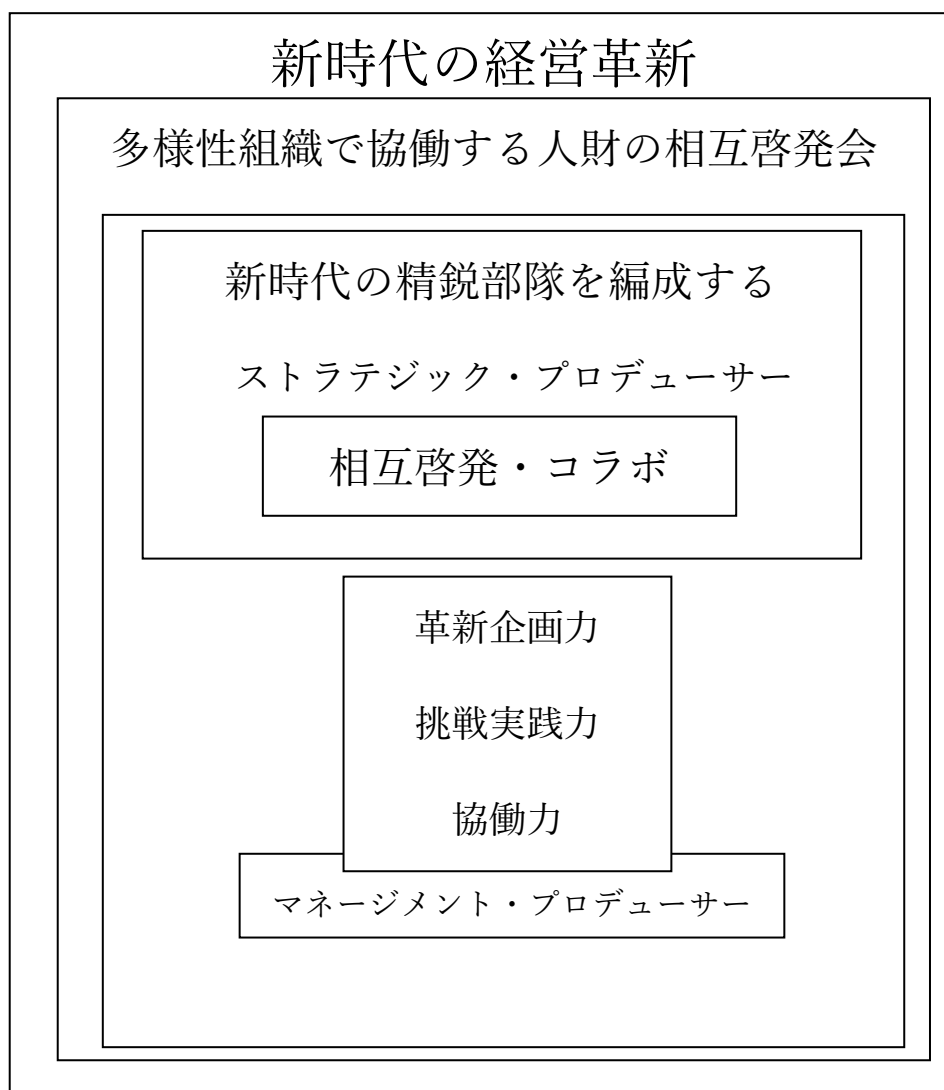 新時代の経営革新
多様性組織で協働する人財の相互啓発会
新時代の精鋭部隊を編成する
ストラテジック・プロデューサー
相互啓発・コラボ
革新企画力
挑戦実践力
協働力
マネージメント・プロデューサー